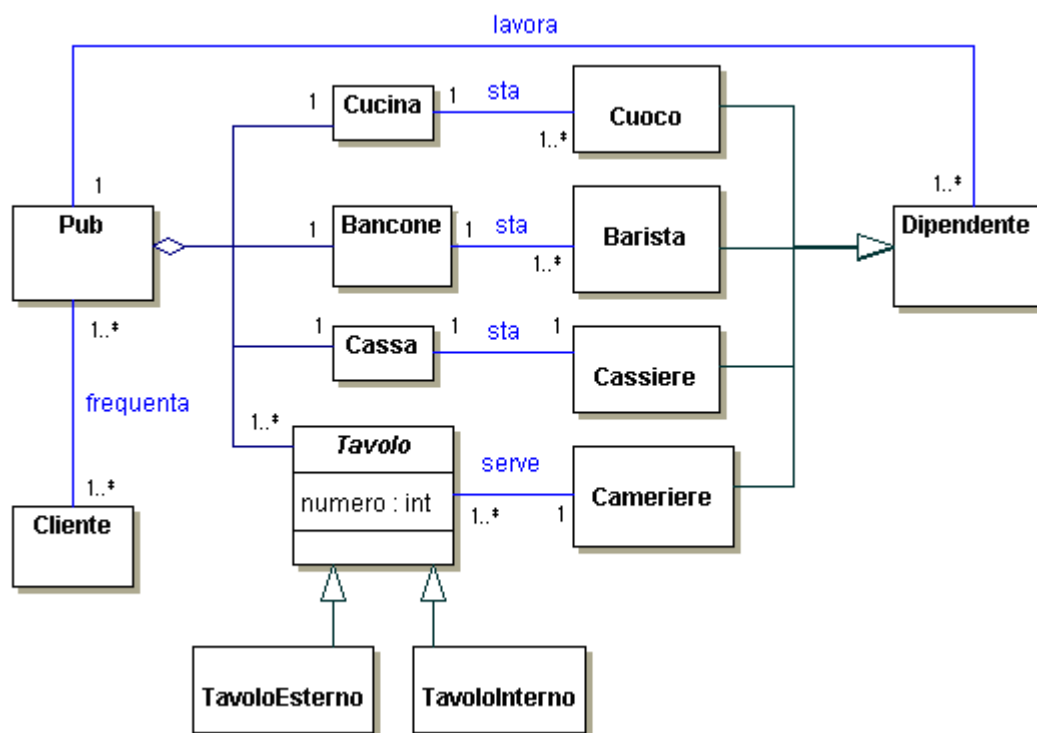 lavora
1 Cucina 1 sta
1..* Cuoco
1 1..*
Pub 1 Bancone 1 sta Barista Dipendente
1..*
1 1 sta 1
1..* Cassa Cassiere
frequenta
1..* Tavolo serve
numero : int Cameriere
1..* 1..* 1
Cliente
TavoloEsterno TavoloInterno